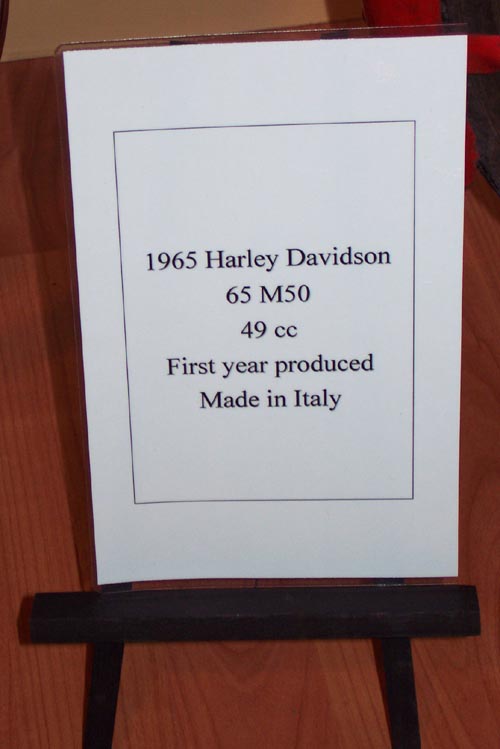 1965 Harley Davidson
65 M50
49 cc
First year produced
Made in Italy